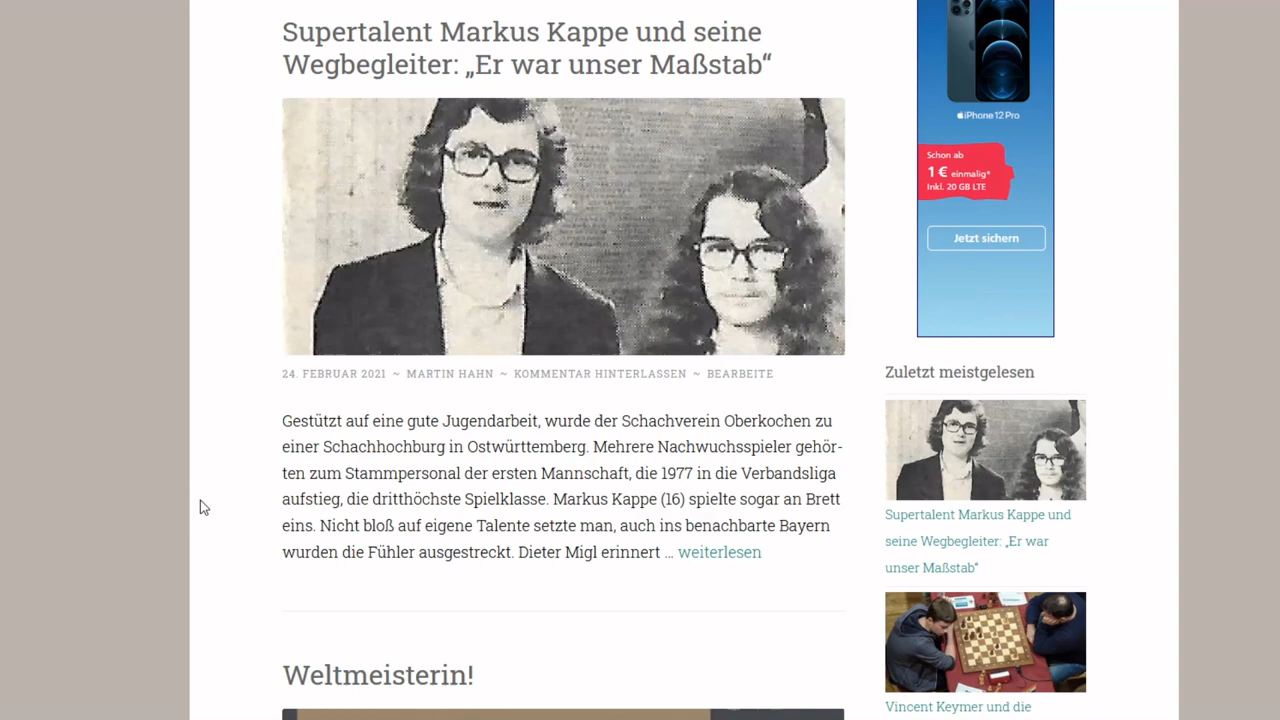 Supertalent Markus Kappe und seine
Wegbegleiter: „Er war unser Maßstab“
24. FEBRUAR 2021 ~ MARTIN HAHN ~ KOMMENTAR HINTERLASSEN ~ BEARBEITE
Gestützt auf eine gute Jugendarbeit, wurde der Schachverein Oberkochen zu
einer Schachhochburg in Ostwürttemberg. Mehrere Nachwuchsspieler gehör-
ten zum Stammpersonal der ersten Mannschaft, die 1977 in die Verbandsliga
aufstieg, die dritthöchste Spielklasse. Markus Kappe (16) spielte sogar an Brett
eins. Nicht bloß auf eigene Talente setzte man, auch ins benachbarte Bayern
wurden die Fühler ausgestreckt. Dieter Migl erinnert … weiterlesen
Weltmeisterin!
iPhone 12 Pro
Schon ab
1 € einmalig*
Inkl. 20 GB LTE
Jetzt sichern
Zuletzt meistgelesen
Supertalent Markus Kappe und
seine Wegbegleiter: „Er war
unser Maßstab“
Vincent Keymer und die